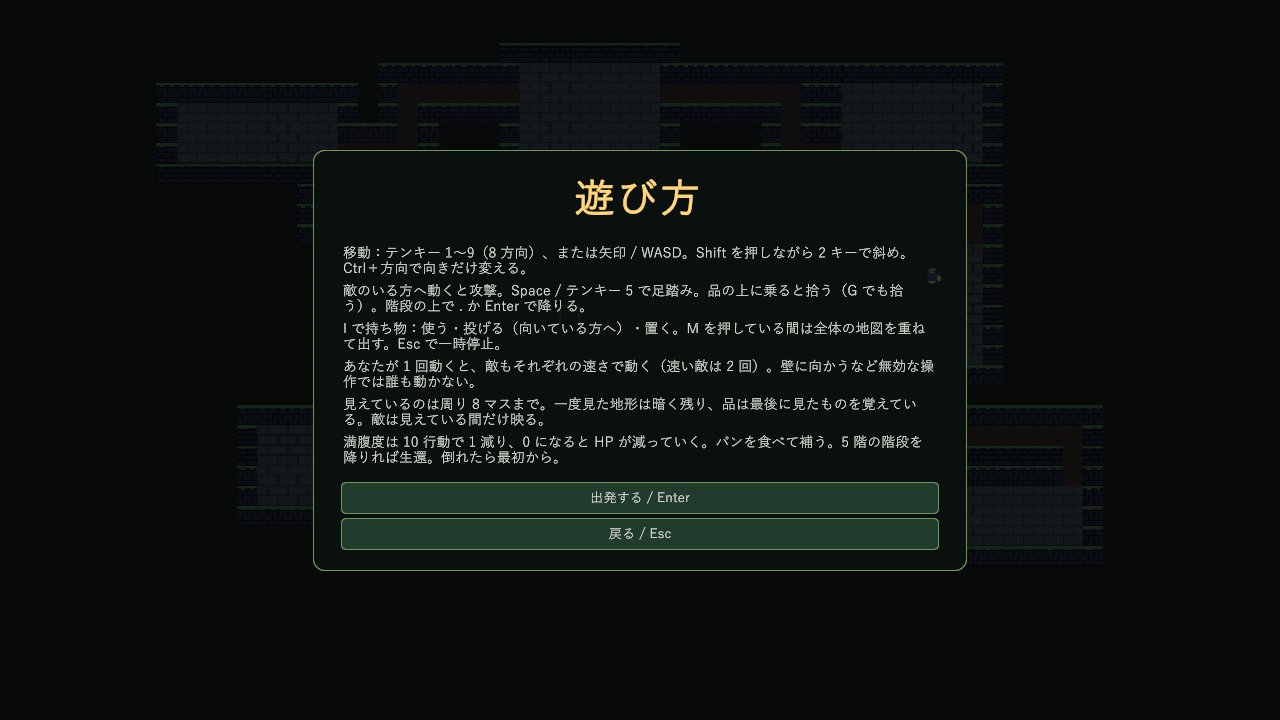 遊び方
移動：テンキー 1〜9（8 方向）、または矢印 / WASD。Shift を押しながら 2 キーで斜め。
Ctrl＋方向で向きだけ変える。
敵のいる方へ動くと攻撃。Space / テンキー 5 で足踏み。品の上に乗ると拾う（G でも拾
う）。階段の上で か Enter で降りる。
I で持ち物：使う・投げる（向いている方へ）・置く。M を押している間は全体の地図を重ね
て出す。Esc で一時停止。
あなたが 1 回動くと、敵もそれぞれの速さで動く（速い敵は 2 回）。壁に向かうなど無効な操
作では誰も動かない。
見えているのは周り 8 マスまで。一度見た地形は暗く残り、品は最後に見たものを覚えてい
る。敵は見えている間だけ映る。
満腹度は 10 行動で 1 減り、0 になると HP が減っていく。パンを食べて補う。5 階の階段を
下りれば生還。倒れたら最初から。
出発する / Enter
戻る / Esc